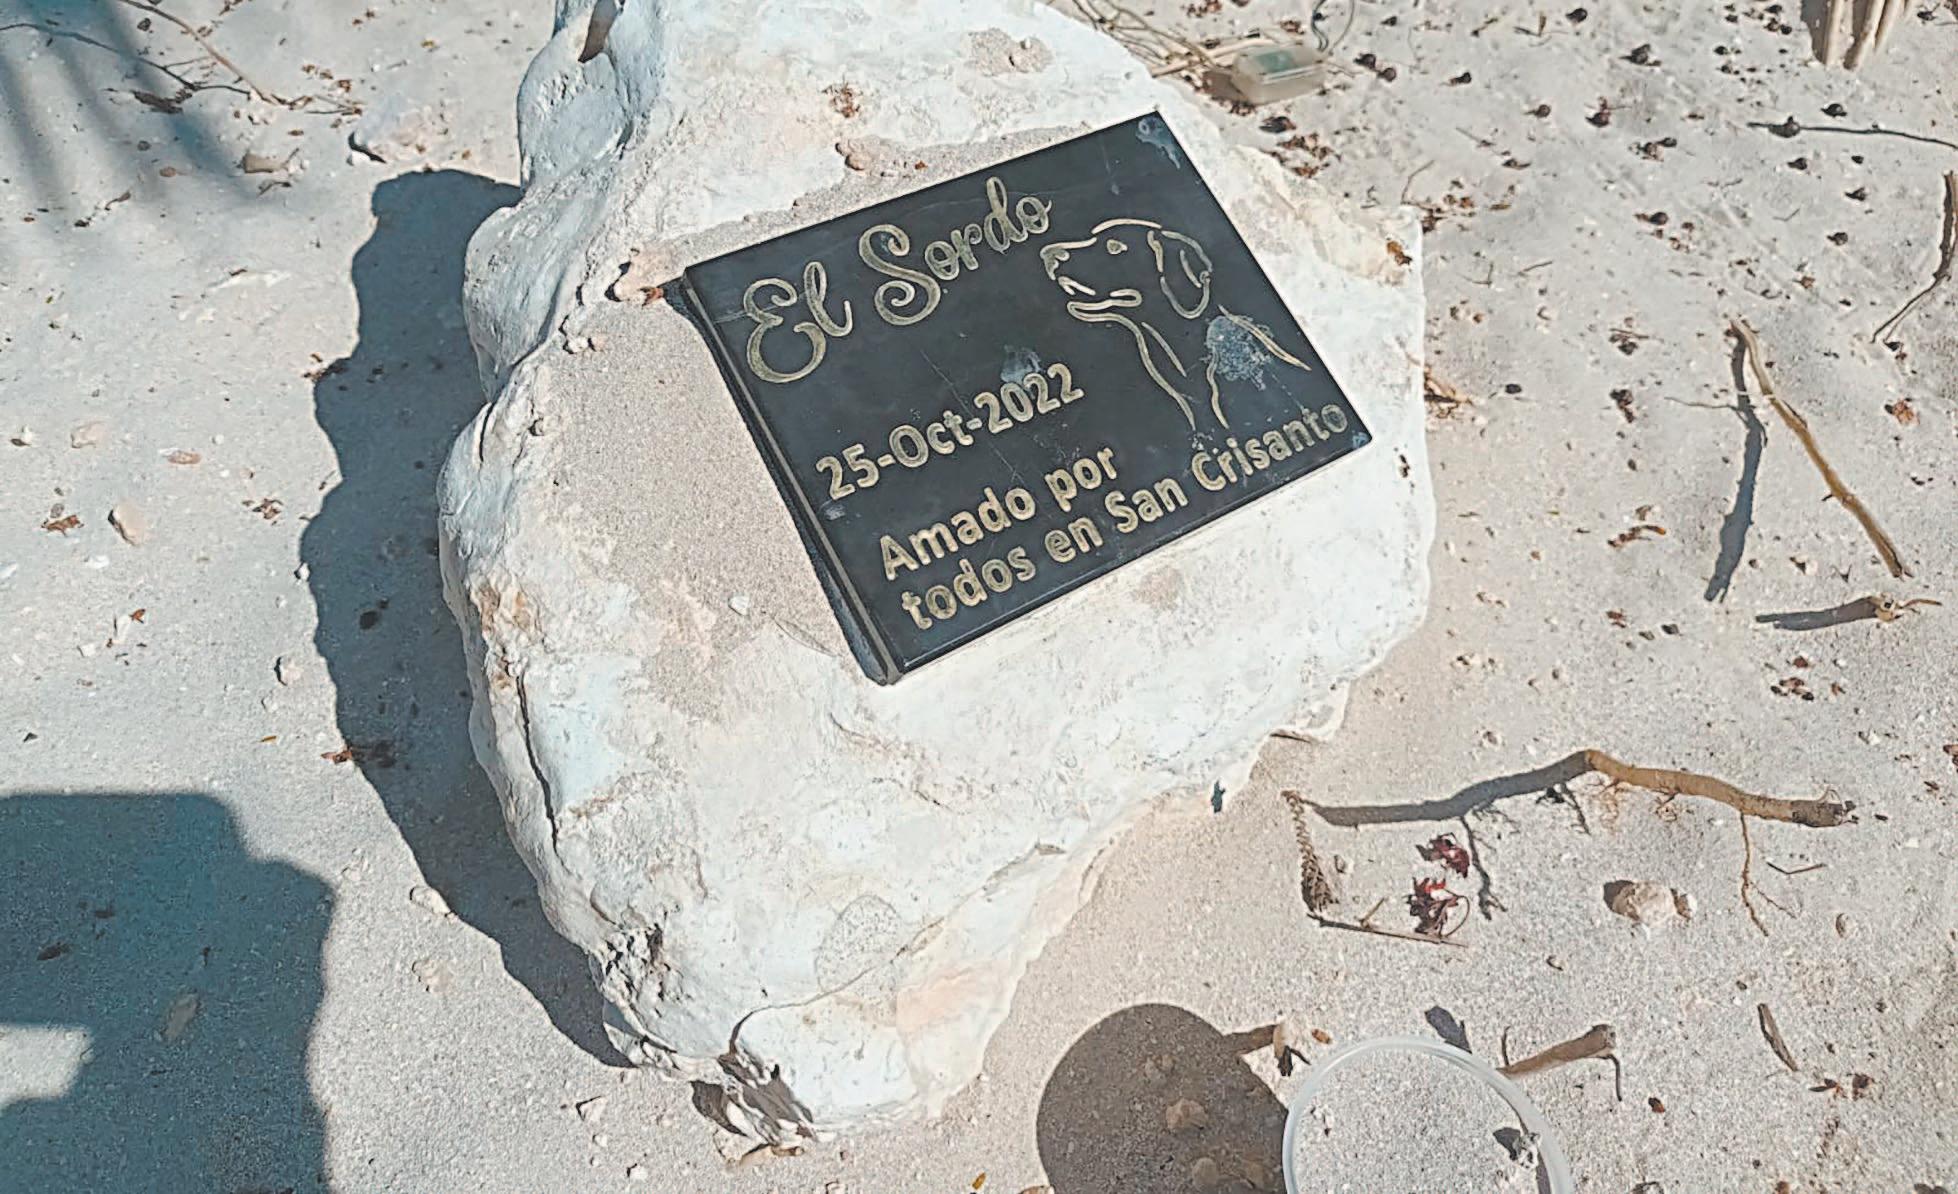 El Sordo
25-Oct-2022
Amado por
todos en San Crisanto